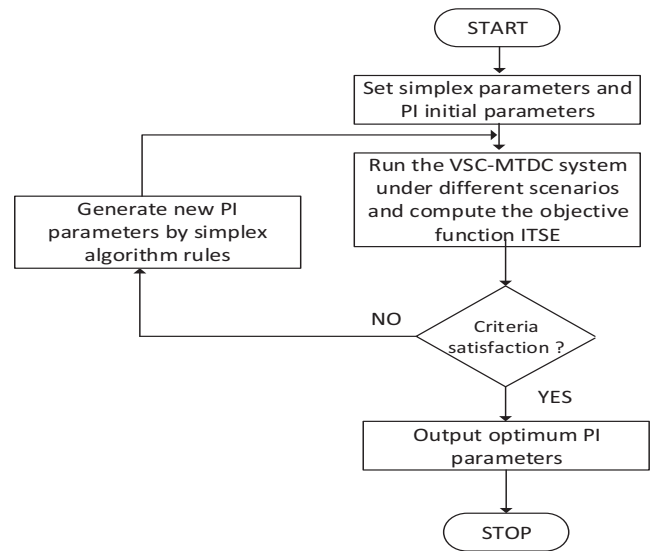 START
Set simplex parameters and
PI initial parameters
Run the VSC-MTDC system
under different scenarios
and compute the objective
function ITSE
Generate new PI
parameters by simplex
algorithm rules
NO
Criteria
satisfaction ?
YES
Output optimum PI
parameters
STOP